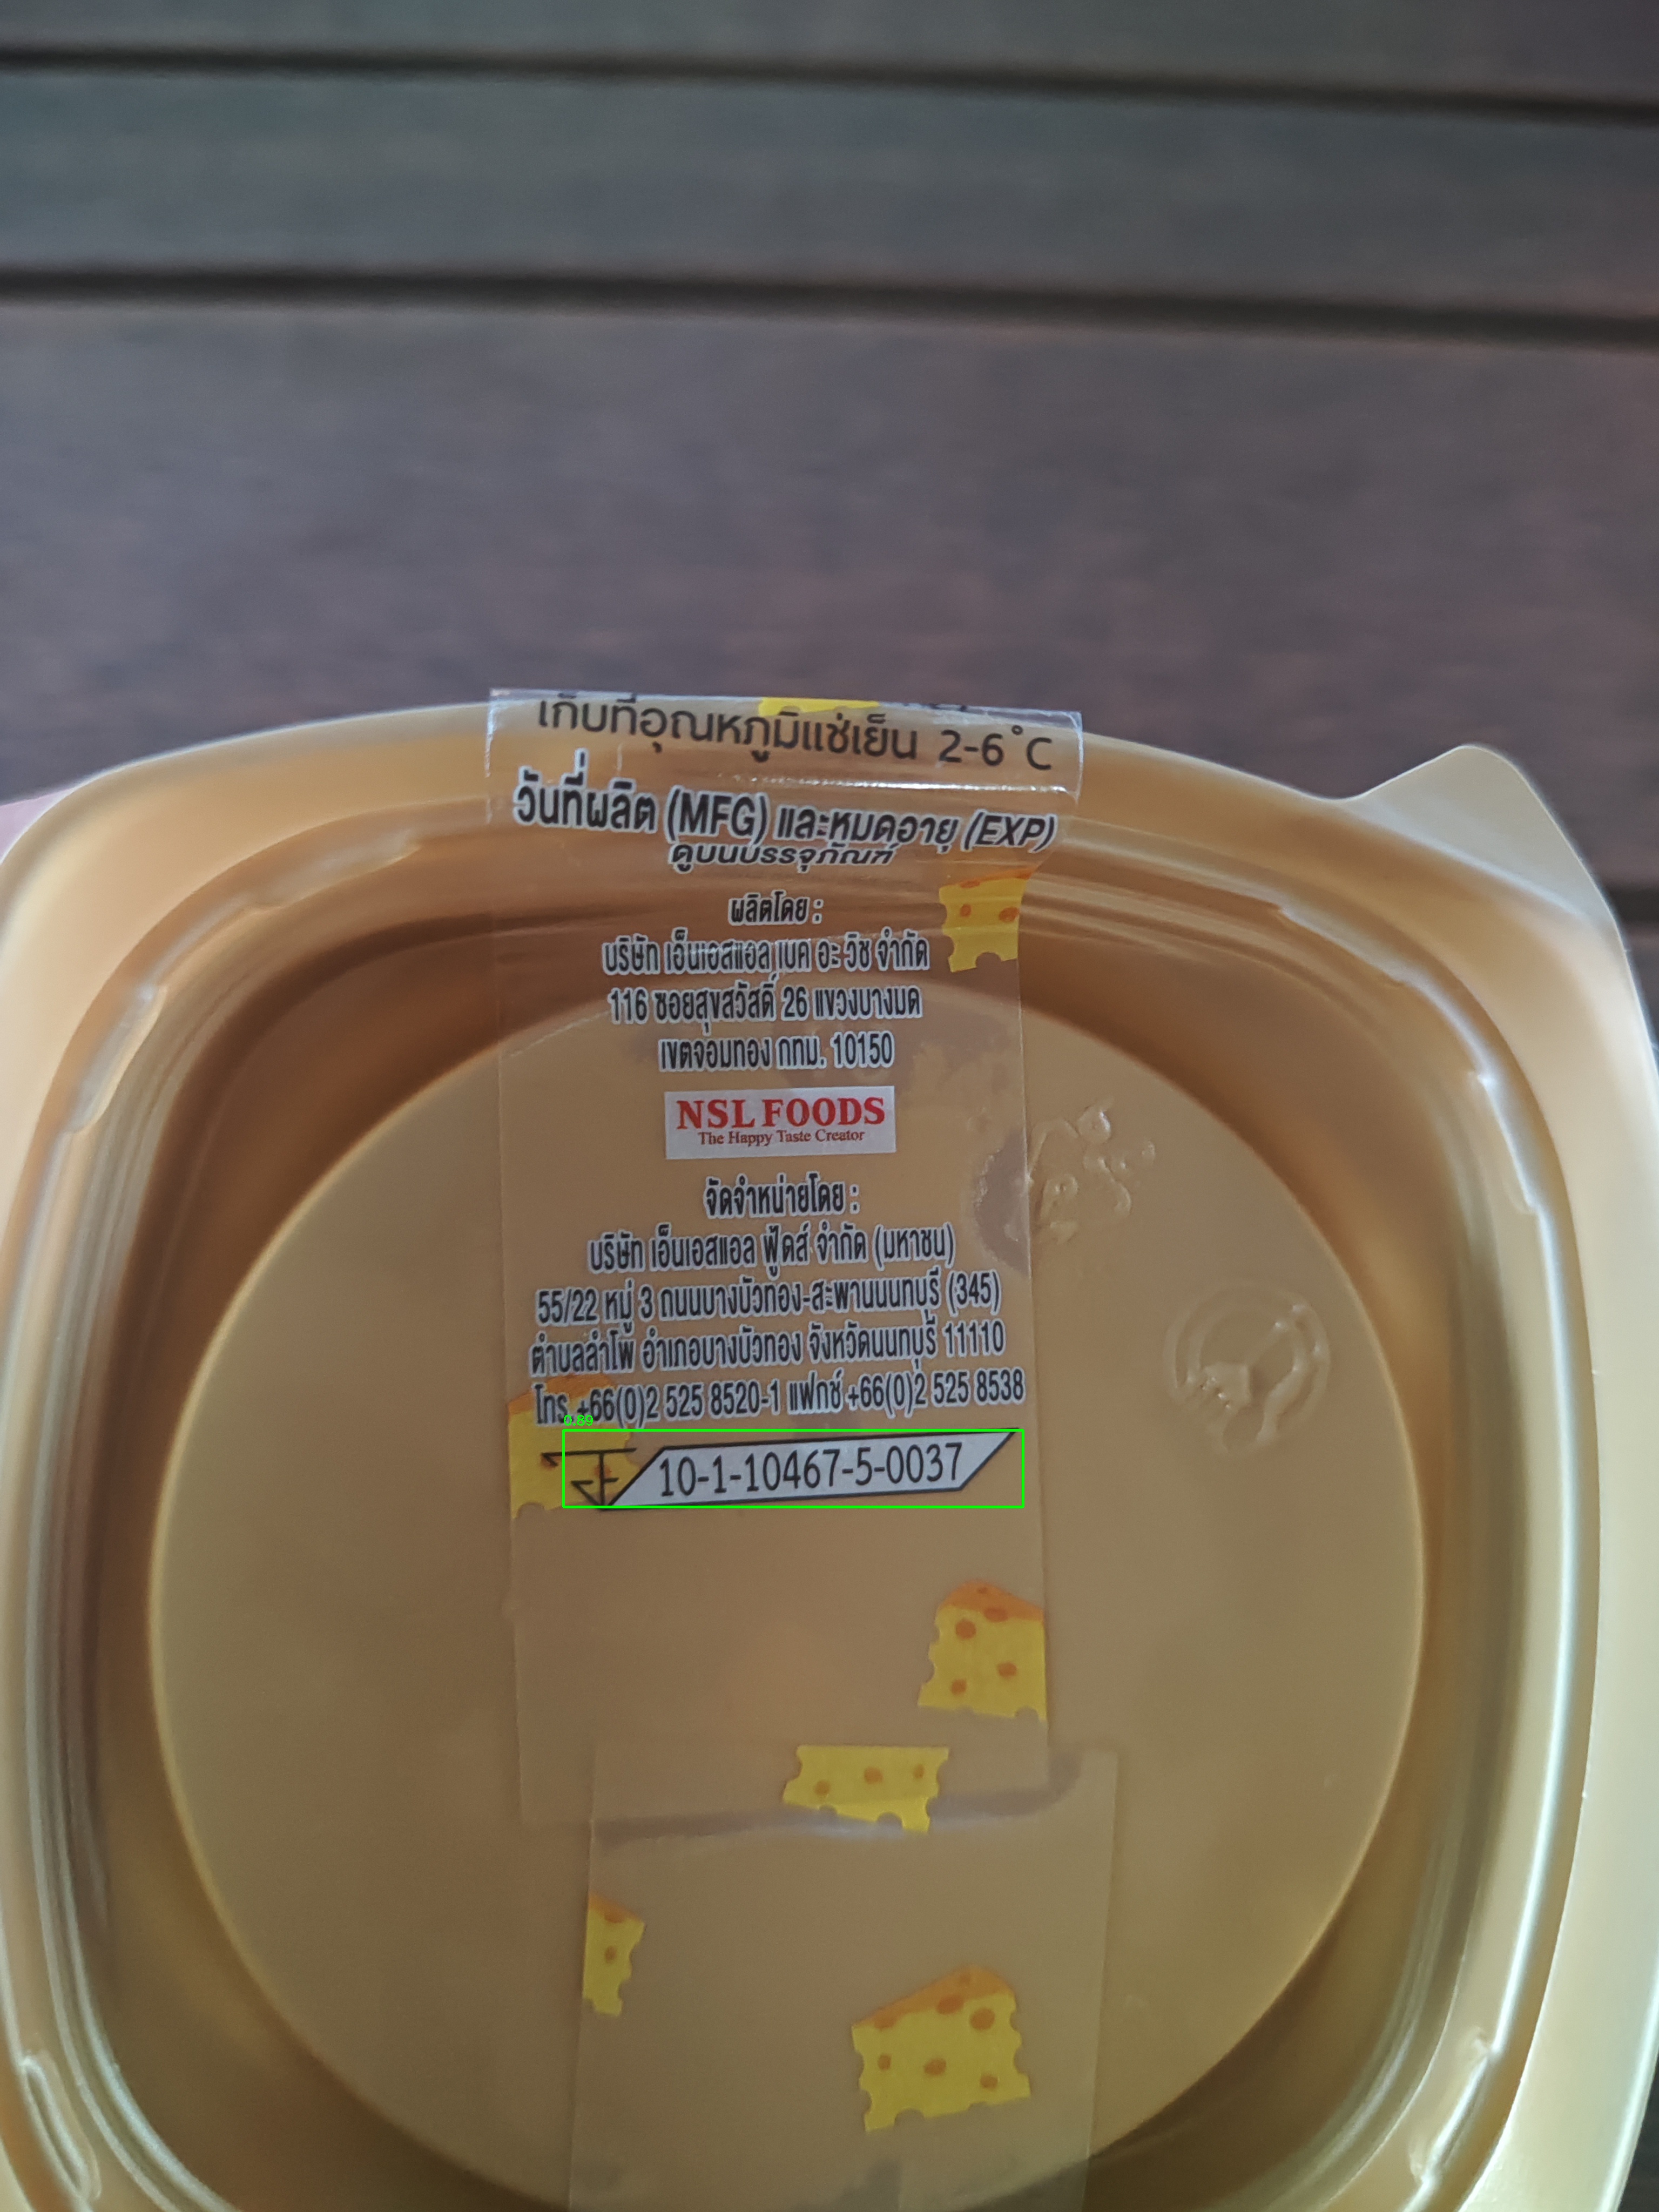 เก็บที่อุณหภูมิแช่เย็น 2-6°C
วันที่ผลิต (MFG) และหมดอายุ (EXP)
ดูบนบรรจุภัณฑ์
ผลิตโดย :
บริษัท เอ็นเอสแอล เบค อะ วิช จำกัด
116 ซอยสุขสวัสดิ์ 26 แขวงบางมด
เขตจอมทอง กทม. 10150
NSL FOODS
The Happy Taste Creator
จัดจำหน่ายโดย :
บริษัท เอ็นเอสแอล ฟู้ดส์ จำกัด (มหาชน)
55/22 หมู่ 3 ถนนบางบัวทอง-สะพานนนทบุรี (345)
ตำบลลำโพ อำเภอบางบัวทอง จังหวัดนนทบุรี 11110
โทร +66(0)2 525 8520-1 แฟกซ์ +66(0)2 525 8538
0.89
10-1-10467-5-0037